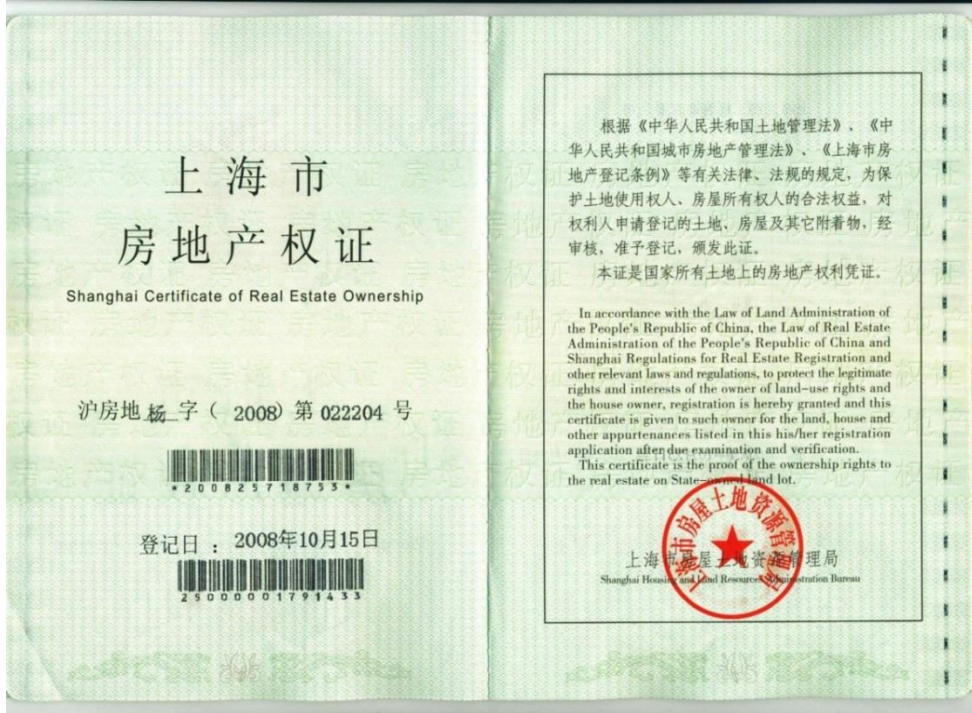 上海市
房地产权证
Shanghai Certificate of Real Estate Ownership
沪房地杨字（2008）第022204号
*200825718753*
登记日：2008年10月15日
29000001791433
根据《中华人民共和国土地管理法》、《中
华人民共和国城市房地产管理法》、《上海市房
地产登记条例》等有关法律、法规的规定，为保
护土地使用权人、房屋所有权人的合法权益，对
权利人申请登记的土地、房屋及其它附着物，经
审核，准予登记，颁发此证。
本证是国家所有土地上的房地产权利凭证。
In accordance with the Law of Land Administration of
the People's Republic of China, the Law of Real Estate
Administration of the People's Republic of China and
Shanghai Regulations for Real Estate Registration and
other relevant laws and regulations, to protect the legitimate
rights and interests of the owner of land-use rights and
the house owner, registration is hereby granted and this
certificate is given to such owner for the land, house and
other appurtenances listed in this his/her registration
application after due examination and verification.
This certificate is the proof of the ownership rights to
the real estate on State-owned land lot.
上海市房屋土地资源管理局
上海市房屋土地资源管理局
Shanghai Housing and Land Resources Administration Bureau